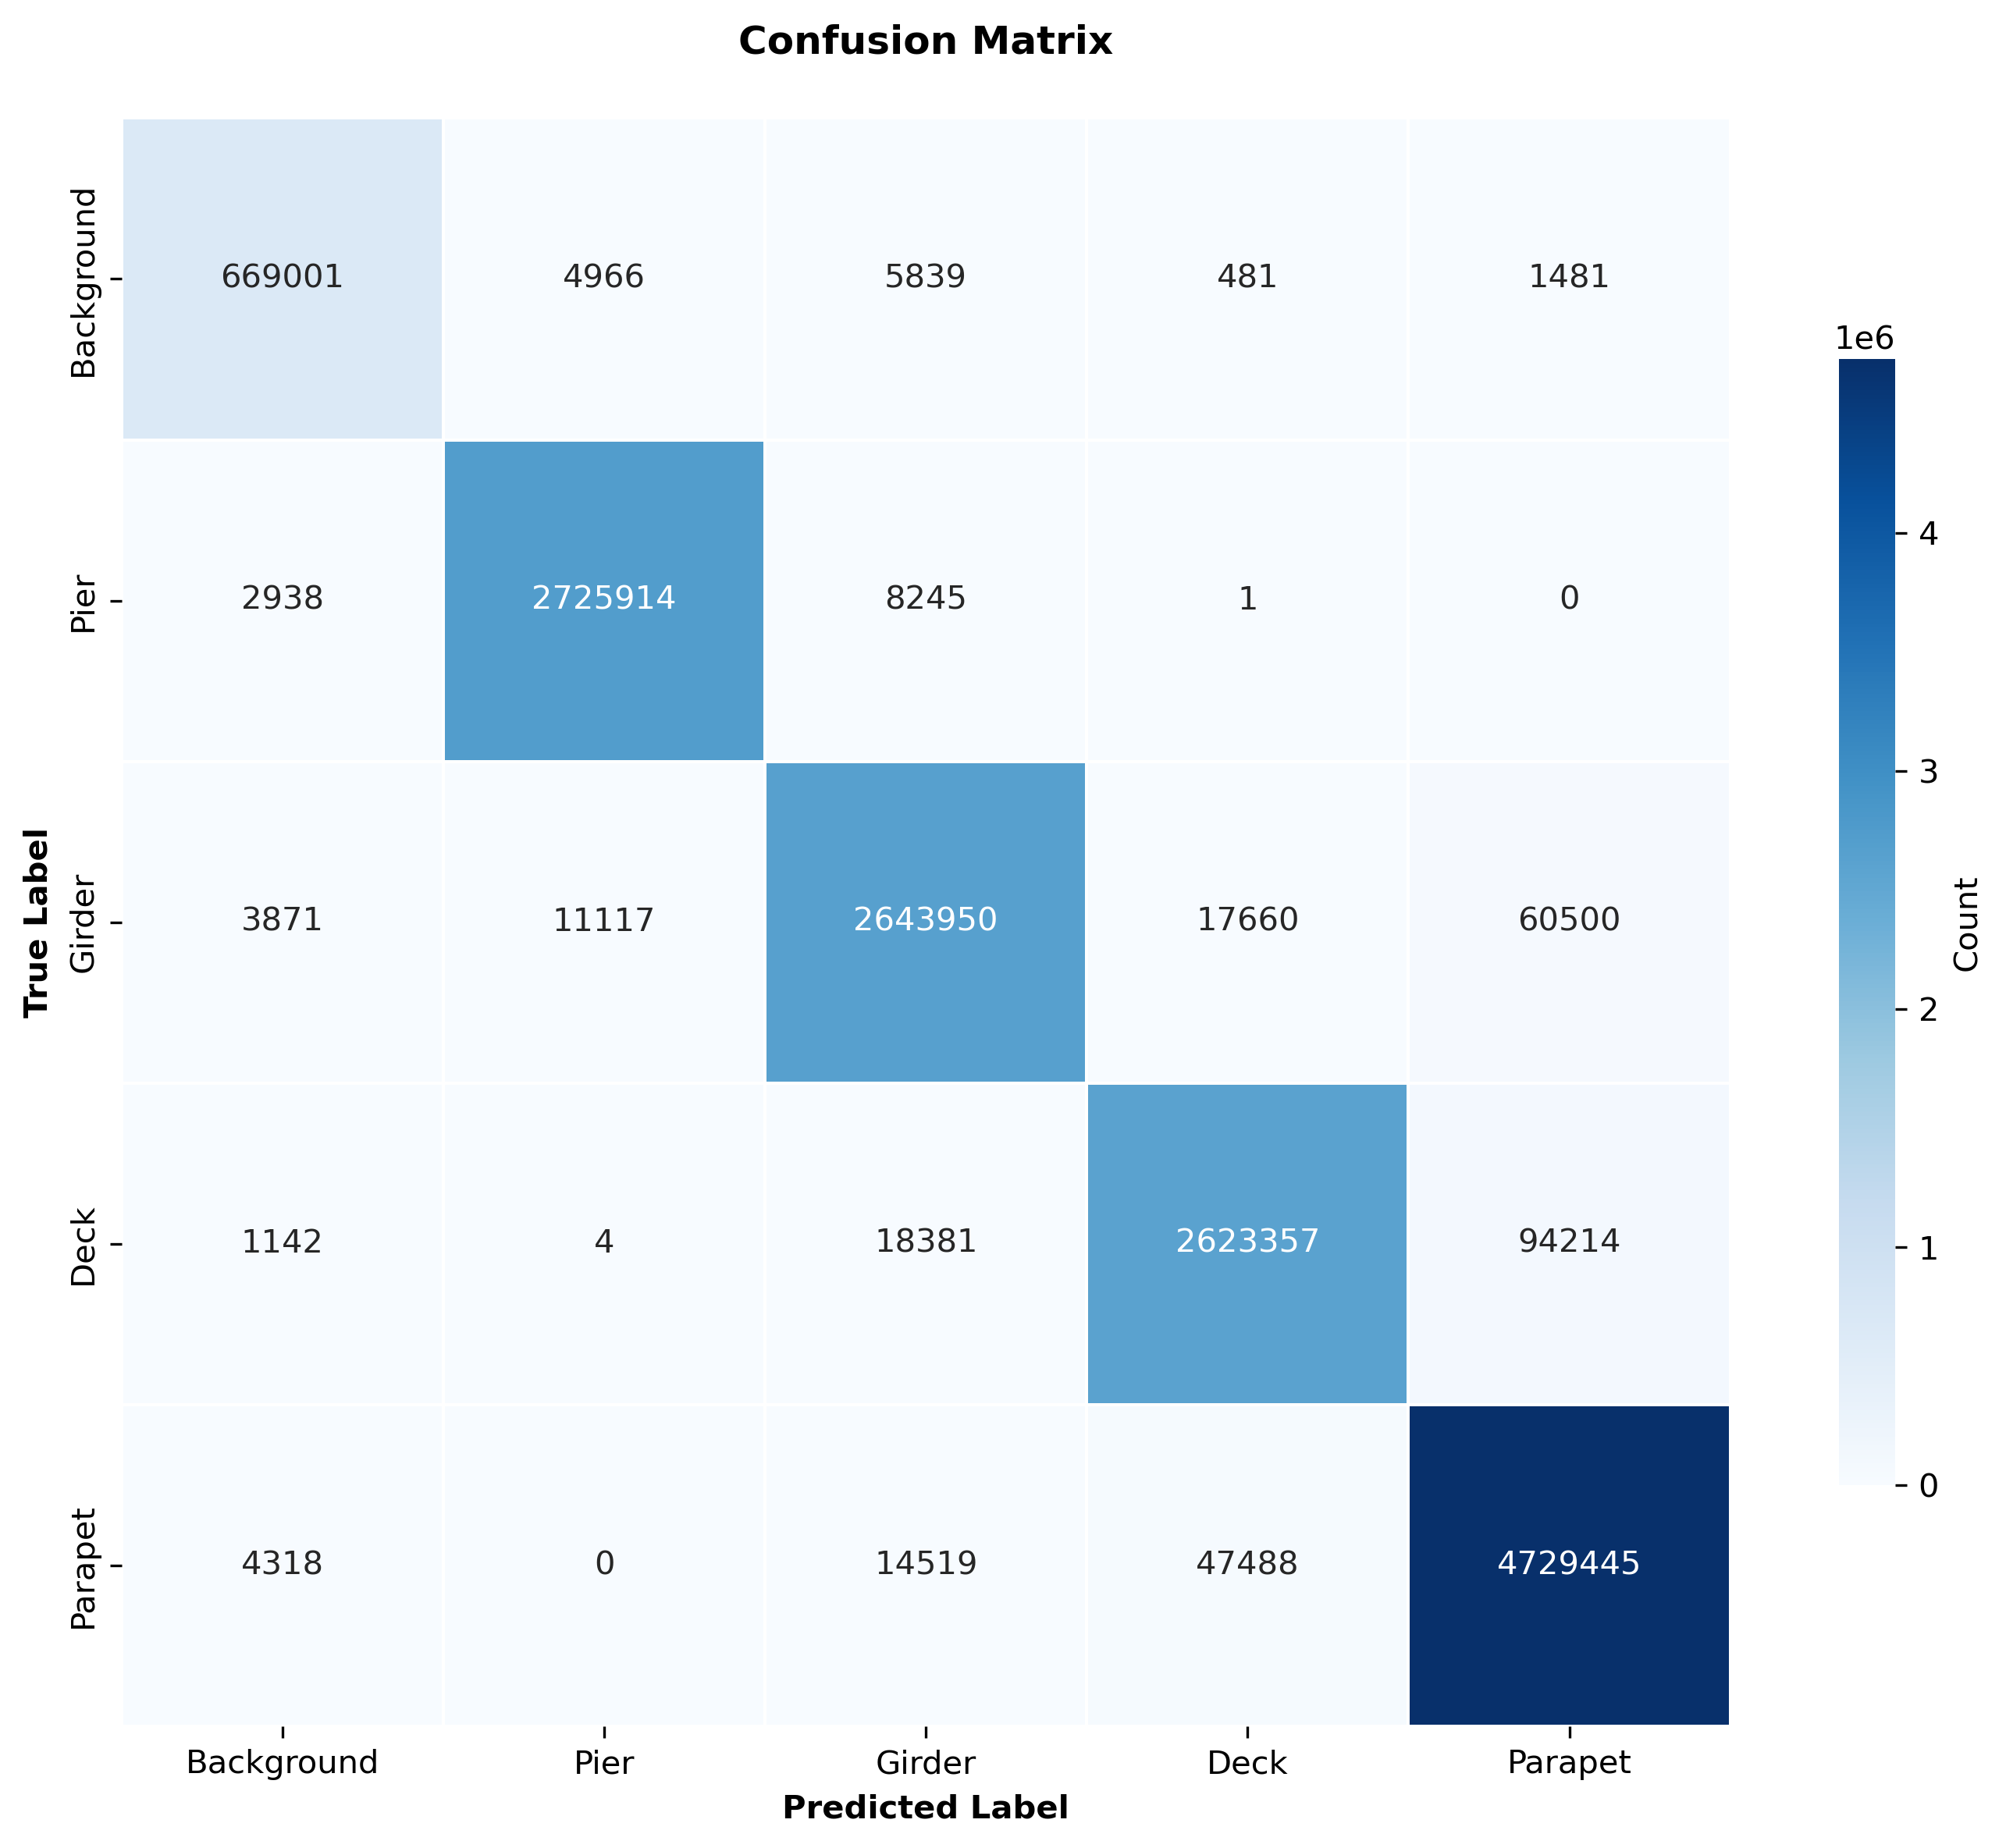 Confusion Matrix
Background 669001 4966 5839 481 1481
Pier 2938 2725914 8245 1 0
Girder 3871 11117 2643950 17660 60500
Deck 1142 4 18381 2623357 94214
Parapet 4318 0 14519 47488 4729445
Background Pier Girder Deck Parapet
Predicted Label
True Label
1e6
4
3
2
1
0
Count